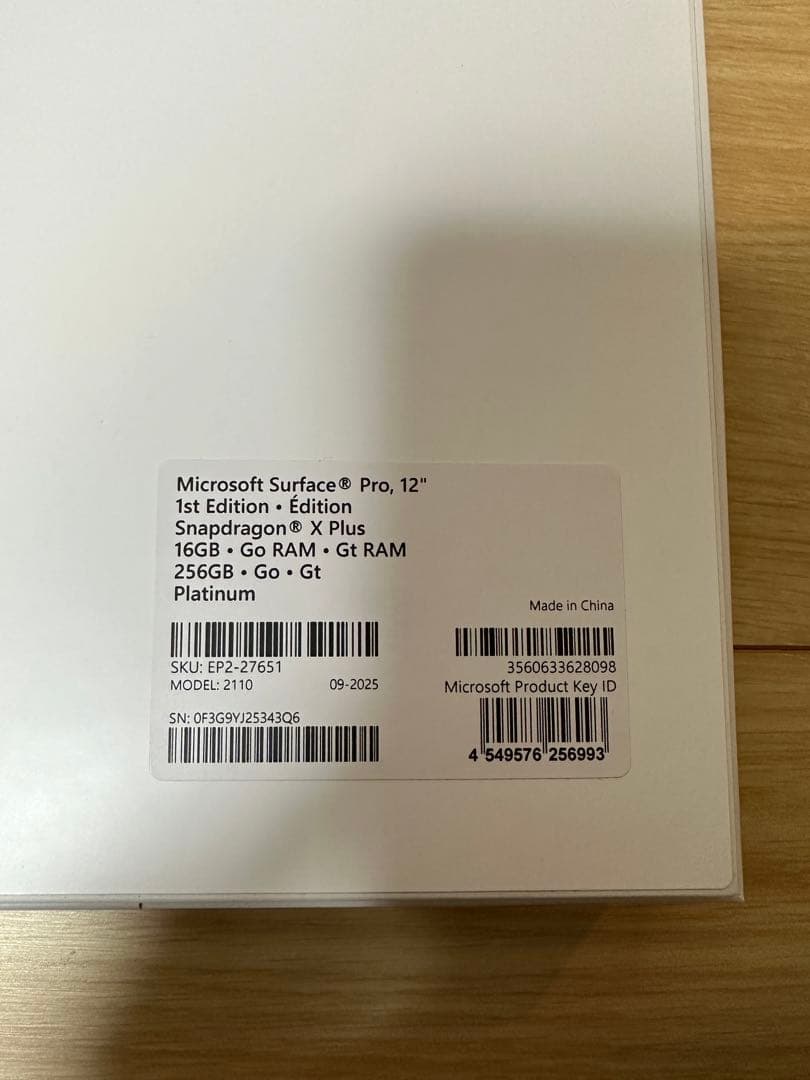 Microsoft Surface® Pro, 12"
1st Edition • Édition
Snapdragon® X Plus
16GB • Go RAM • Gt RAM
256GB • Go • Gt
Platinum
Made in China
SKU: EP2-27651
MODEL: 2110 09-2025
SN: 0F3G9YJ25343Q6
3560633628098
Microsoft Product Key ID
4 549576 256993